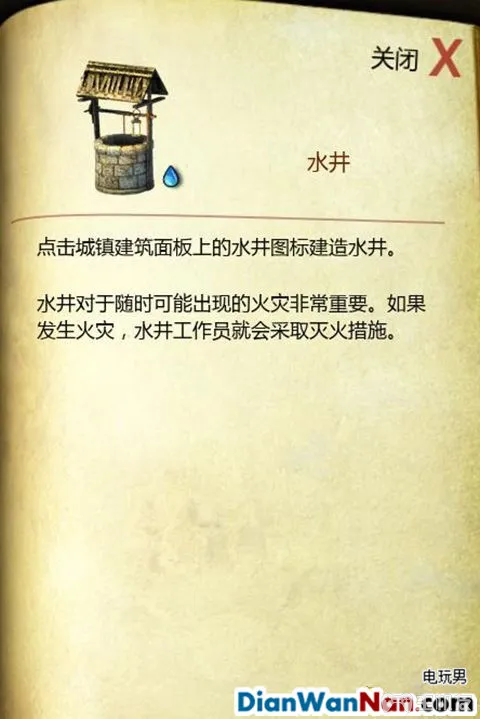 关闭 X
水井
点击城镇建筑面板上的水井图标建造水井。
水井对于随时可能出现的火灾非常重要。如果
发生火灾，水井工作员就会采取灭火措施。
电玩男
DianWanNan.com